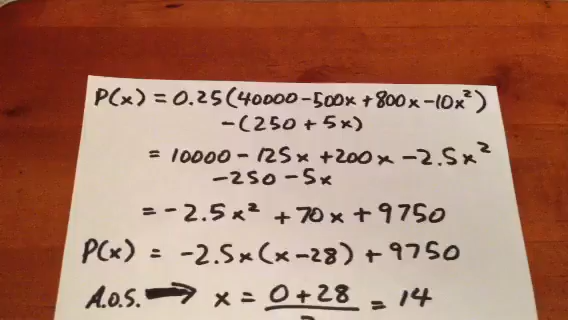 P(x) = 0.25(40000 - 500x + 800x - 10x²)
- (250 + 5x)
= 10000 - 125x + 200x - 2.5x²
- 250 - 5x
= -2.5x² + 70x + 9750
P(x) = -2.5x(x - 28) + 9750
A.O.S. → x = 0 + 28 = 14